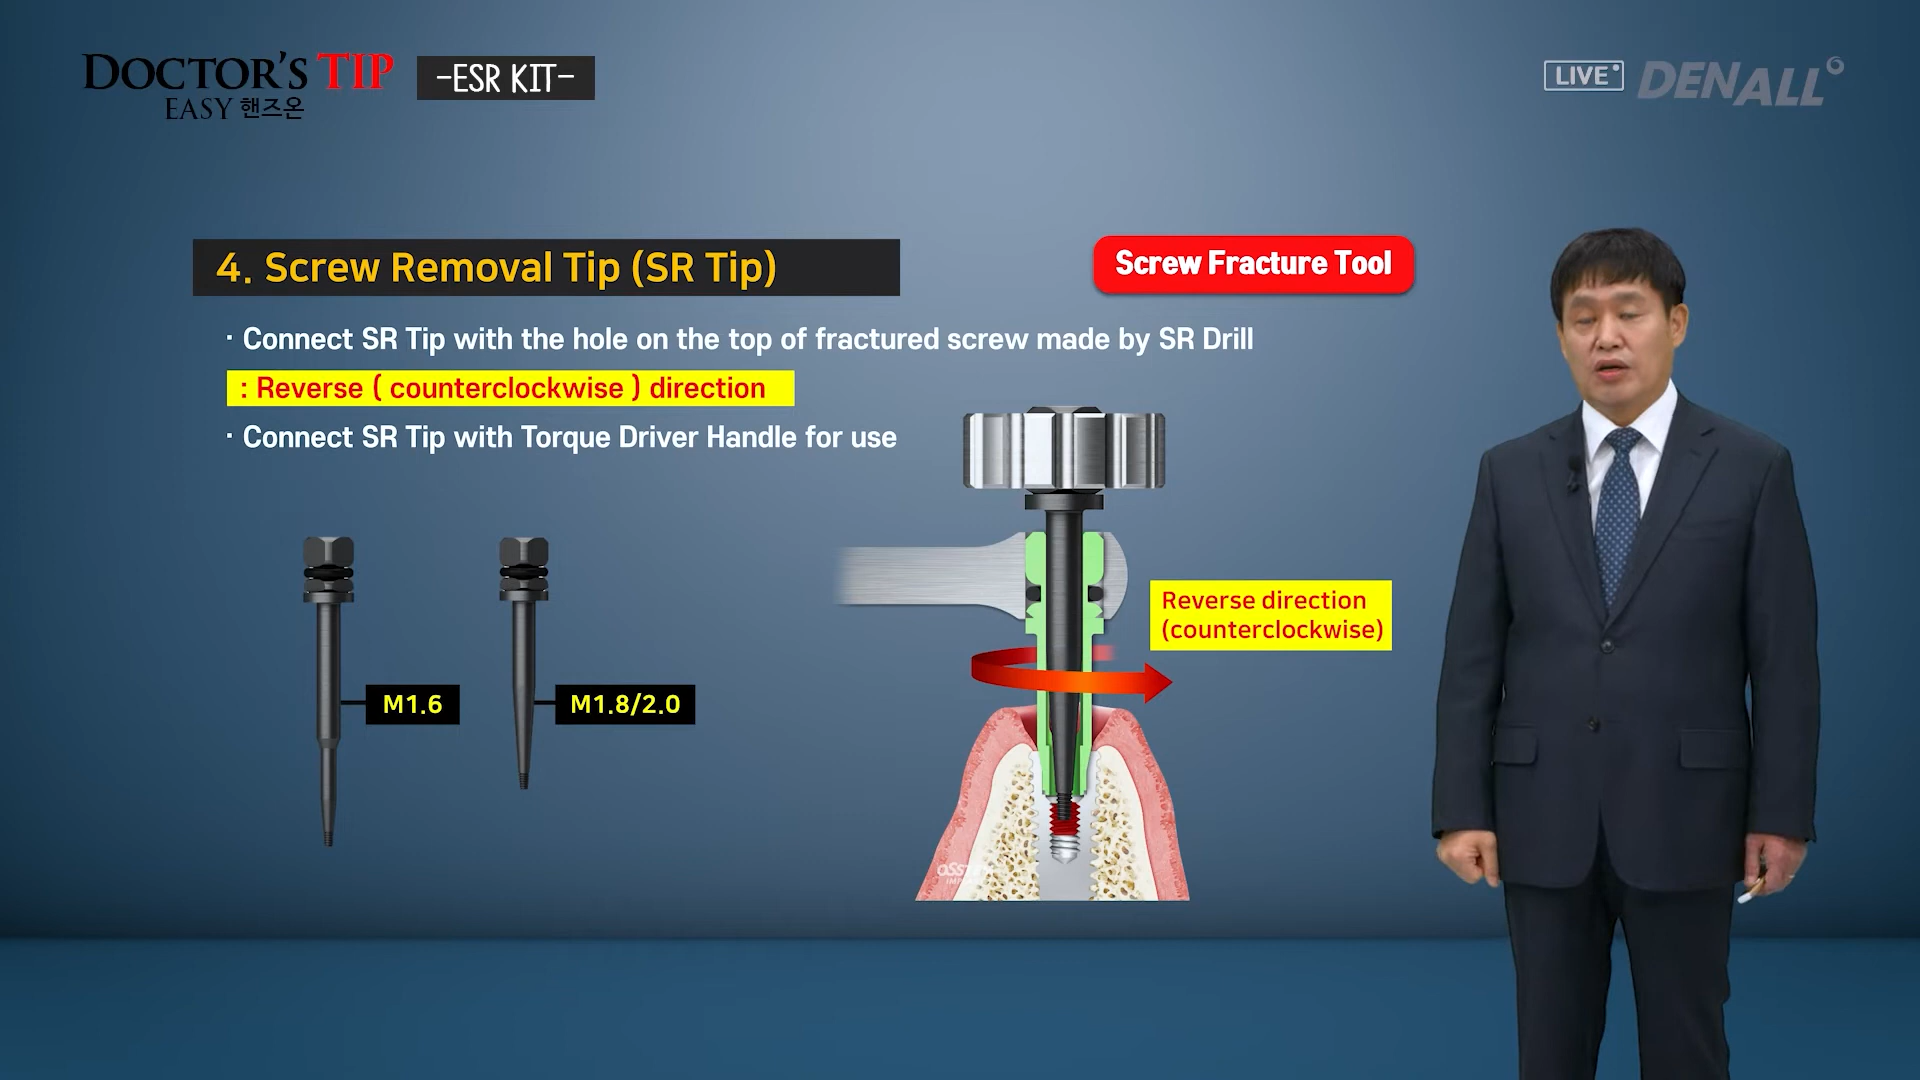 DOCTOR'S TIP
EASY 핸즈온
-ESR KIT-
LIVE DENALL
4. Screw Removal Tip (SR Tip)
Screw Fracture Tool
· Connect SR Tip with the hole on the top of fractured screw made by SR Drill
: Reverse ( counterclockwise ) direction
· Connect SR Tip with Torque Driver Handle for use
Reverse direction
(counterclockwise)
M1.6
M1.8/2.0